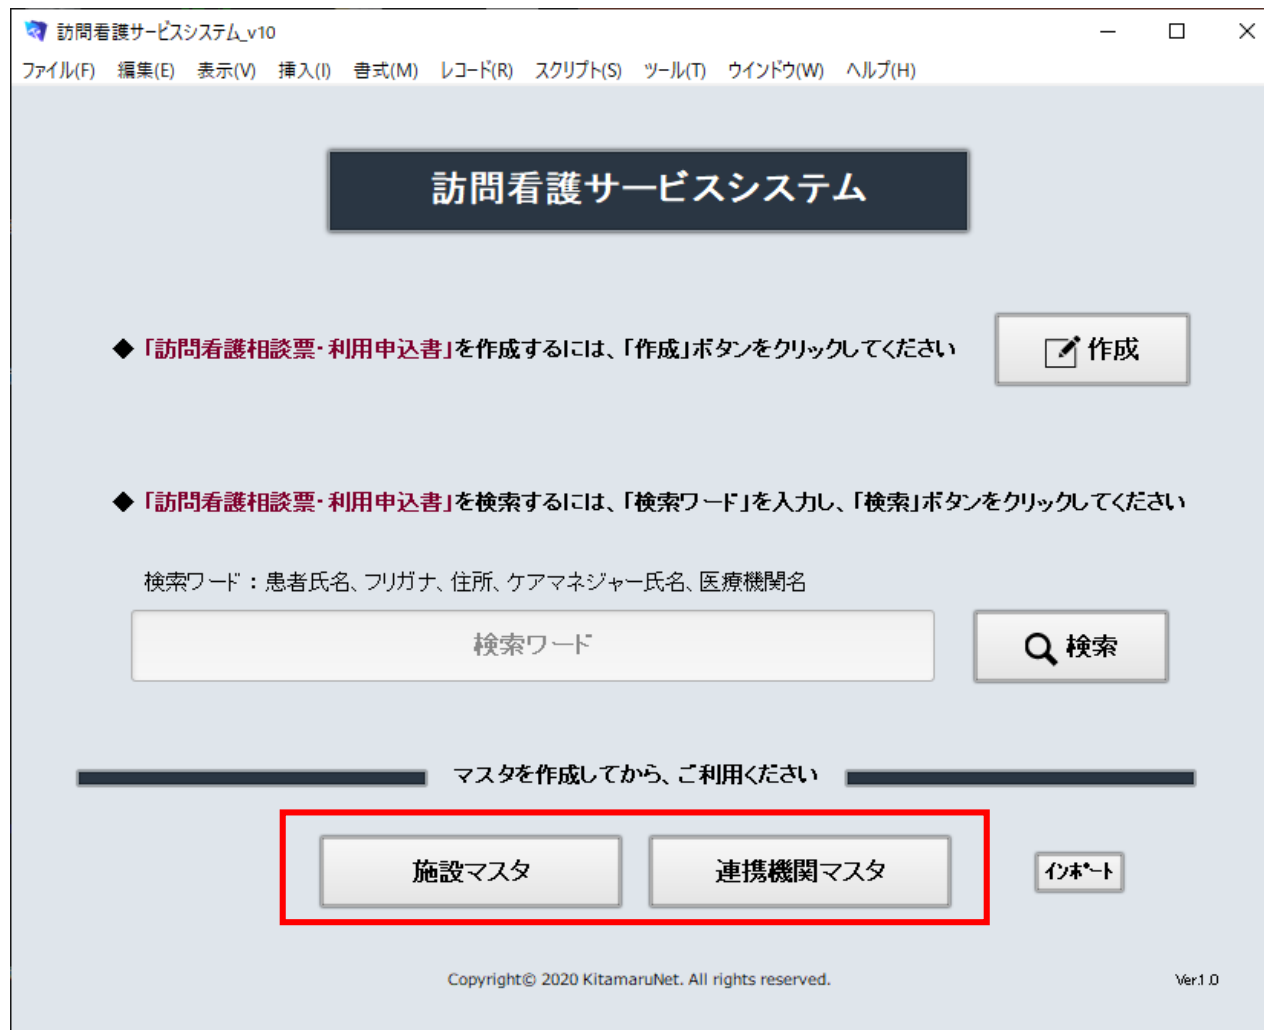 訪問看護サービスシステム_v10
ファイル(F) 編集(E) 表示(V) 挿入(I) 書式(M) レコード(R) スクリプト(S) ツール(T) ウインドウ(W) ヘルプ(H)
訪問看護サービスシステム
◆「訪問看護相談票・利用申込書」を作成するには、「作成」ボタンをクリックしてください
作成
◆「訪問看護相談票・利用申込書」を検索するには、「検索ワード」を入力し、「検索」ボタンをクリックしてください
検索ワード：患者氏名、フリガナ、住所、ケアマネジャー氏名、医療機関名
検索ワード
検索
マスタを作成してから、ご利用ください
施設マスタ
連携機関マスタ
インポート
Copyright© 2020 KitamaruNet. All rights reserved.
Ver.1.0